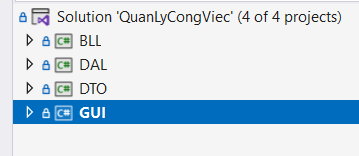 Solution 'QuanLyCongViec' (4 of 4 projects)
C# BLL
C# DAL
C# DTO
C# GUI